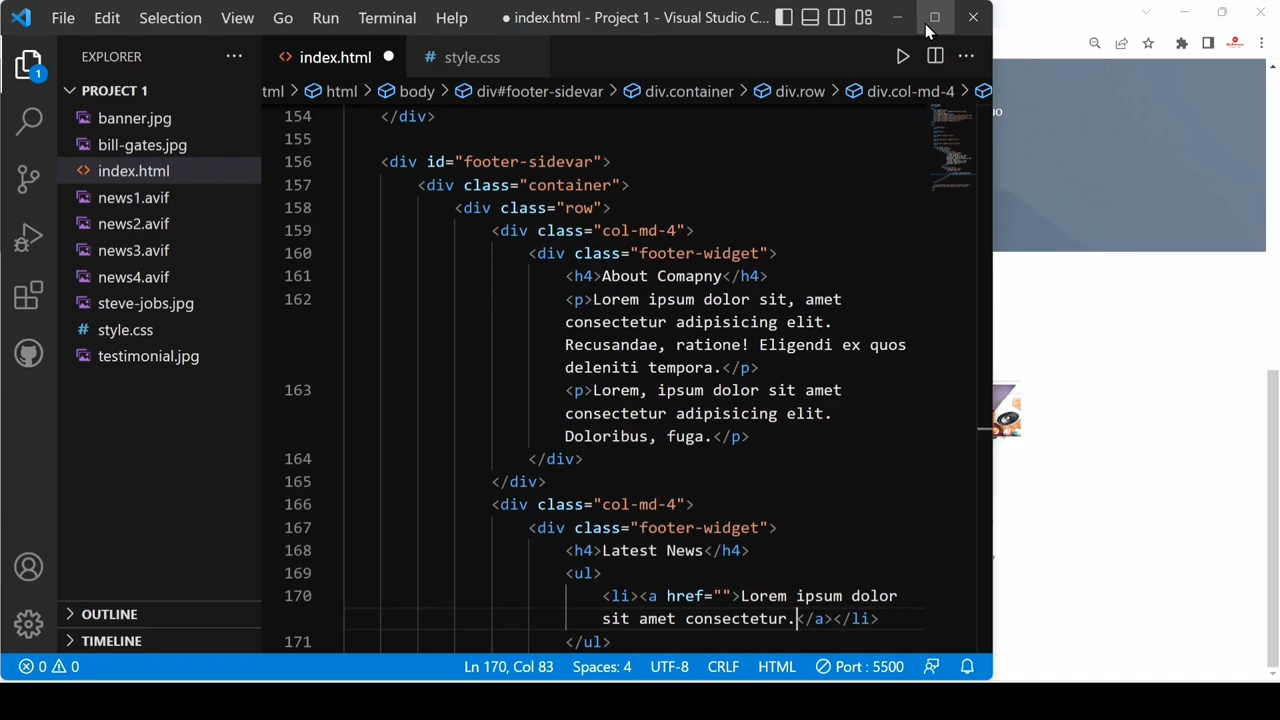 File Edit Selection View Go Run Terminal Help ● index.html - Project 1 - Visual Studio C...
EXPLORER ... <> index.html ● # style.css
1
PROJECT 1
banner.jpg
bill-gates.jpg
<> index.html
news1.avif
news2.avif
news3.avif
news4.avif
steve-jobs.jpg
# style.css
testimonial.jpg
OUTLINE
TIMELINE
tml > html > body > div#footer-sidevar > div.container > div.row > div.col-md-4 >
154 </div>
155
156 <div id="footer-sidevar">
157 <div class="container">
158 <div class="row">
159 <div class="col-md-4">
160 <div class="footer-widget">
161 <h4>About Comapny</h4>
162 <p>Lorem ipsum dolor sit, amet
consectetur adipisicing elit.
Recusandae, ratione! Eligendi ex quos
deleniti tempora.</p>
163 <p>Lorem, ipsum dolor sit amet
consectetur adipisicing elit.
Doloribus, fuga.</p>
164 </div>
165 </div>
166 <div class="col-md-4">
167 <div class="footer-widget">
168 <h4>Latest News</h4>
169 <ul>
170 <li><a href="">Lorem ipsum dolor
sit amet consectetur.</a></li>
171 </ul>
0 0 Ln 170, Col 83 Spaces: 4 UTF-8 CRLF HTML Port : 5500